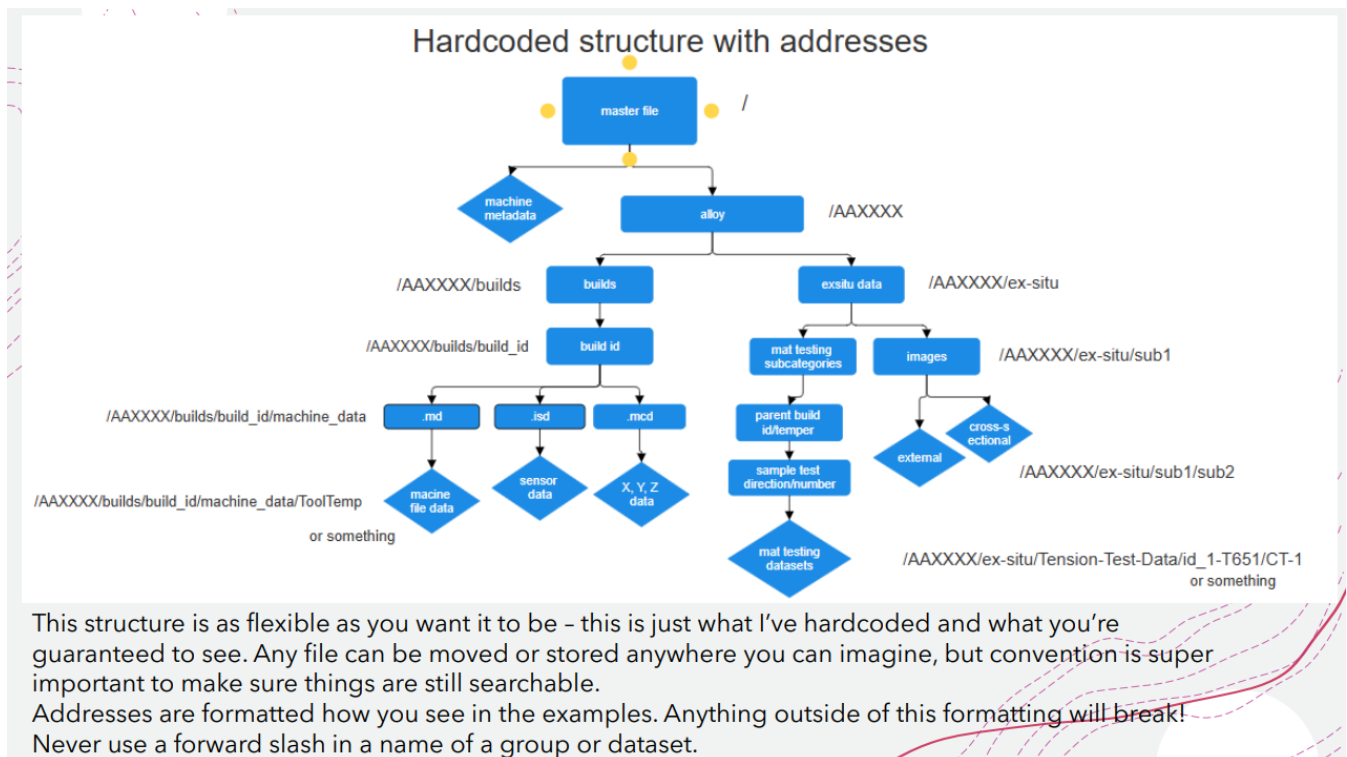 Hardcoded structure with addresses
master file
/
machine
metadata
alloy
/AAXXXX
/AAXXXX/builds
builds
exsitu data
/AAXXXX/ex-situ
/AAXXXX/builds/build_id
build id
mat testing
subcategories
images
/AAXXXX/ex-situ/sub1
/AAXXXX/builds/build_id/machine_data
.md
.isd
.mcd
parent build
id/temper
external
cross-s
ectional
/AAXXXX/ex-situ/sub1/sub2
/AAXXXX/builds/build_id/machine_data/ToolTemp
or something
macine
file data
sensor
data
X, Y, Z
data
sample test
direction/number
mat testing
datasets
/AAXXXX/ex-situ/Tension-Test-Data/id_1-T651/CT-1
or something
This structure is as flexible as you want it to be – this is just what I've hardcoded and what you're
guaranteed to see. Any file can be moved or stored anywhere you can imagine, but convention is super
important to make sure things are still searchable.
Addresses are formatted how you see in the examples. Anything outside of this formatting will break!
Never use a forward slash in a name of a group or dataset.